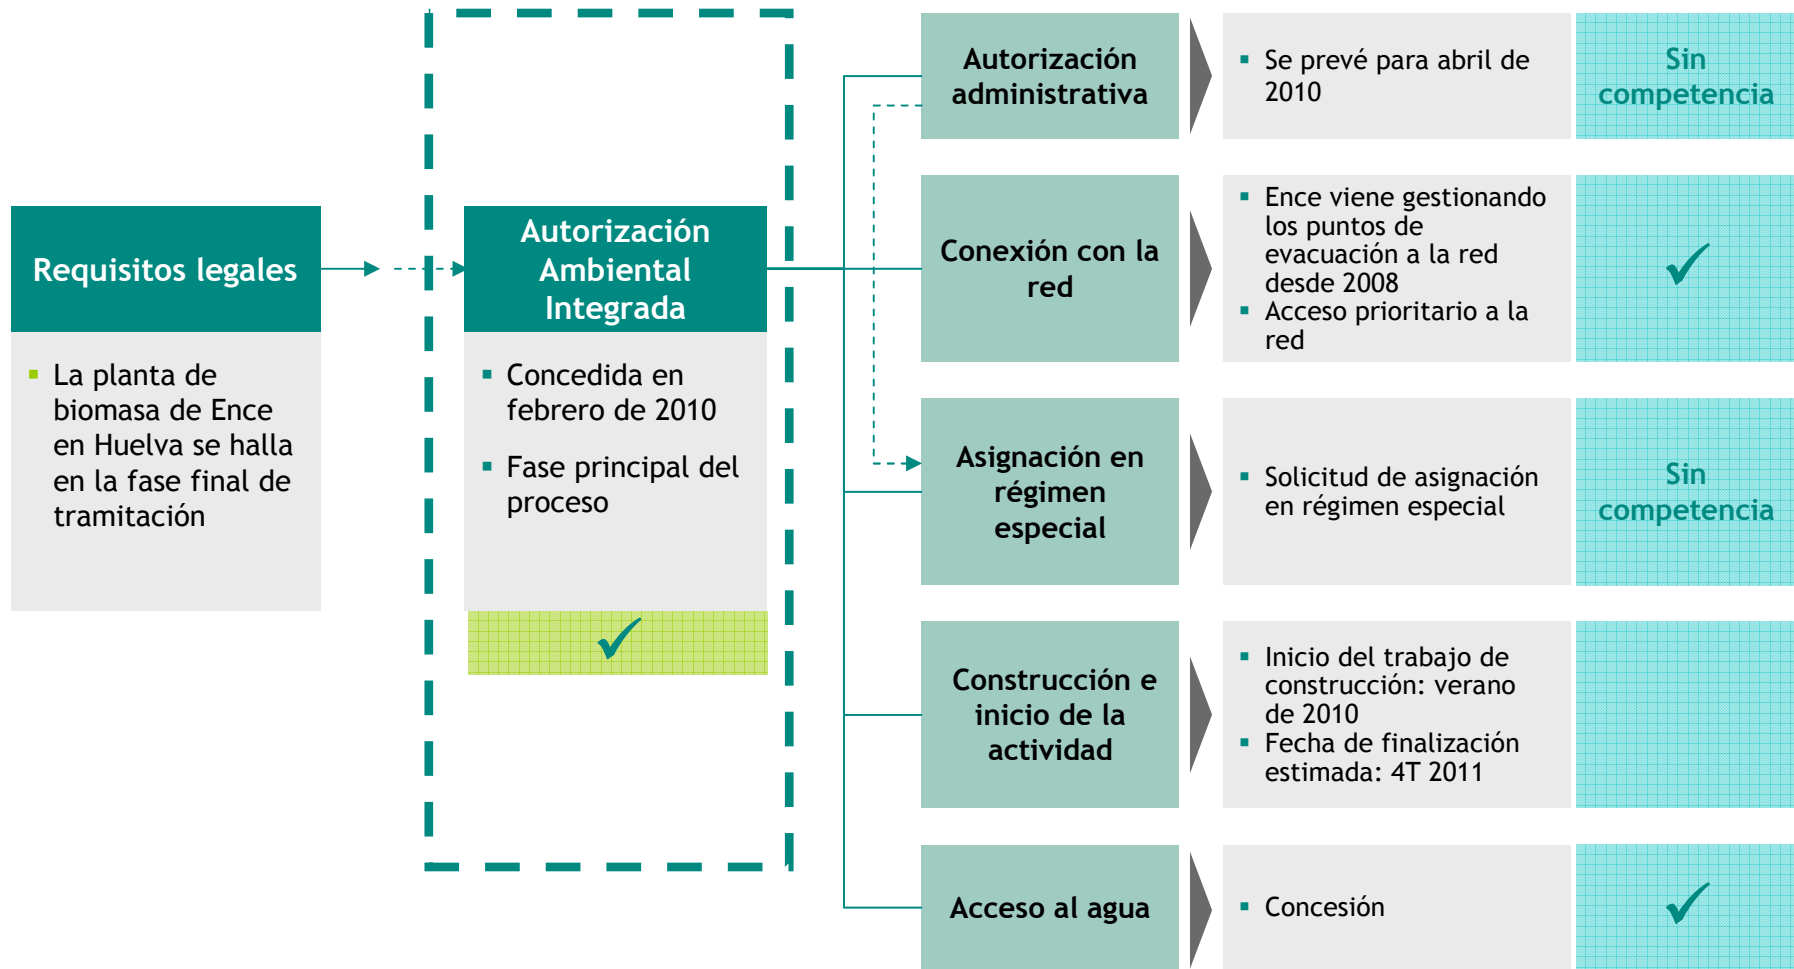 Requisitos legales
▪ La planta de
biomasa de Ence
en Huelva se halla
en la fase final de
tramitación
Autorización
Ambiental
Integrada
▪ Concedida en
febrero de 2010
▪ Fase principal del
proceso
✓
Autorización
administrativa
▪ Se prevé para abril de
2010
Sin
competencia
Conexión con la
red
▪ Ence viene gestionando
los puntos de
evacuación a la red
desde 2008
▪ Acceso prioritario a la
red
✓
Asignación en
régimen
especial
▪ Solicitud de asignación
en régimen especial
Sin
competencia
Construcción e
inicio de la
actividad
▪ Inicio del trabajo de
construcción: verano
de 2010
▪ Fecha de finalización
estimada: 4T 2011
Acceso al agua
▪ Concesión
✓